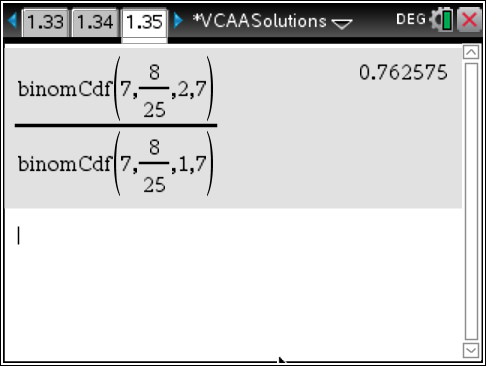 1.33 1.34 1.35 *VCAASolutions DEG
binomCdf(7,8/25,2,7) 0.762575
binomCdf(7,8/25,1,7)